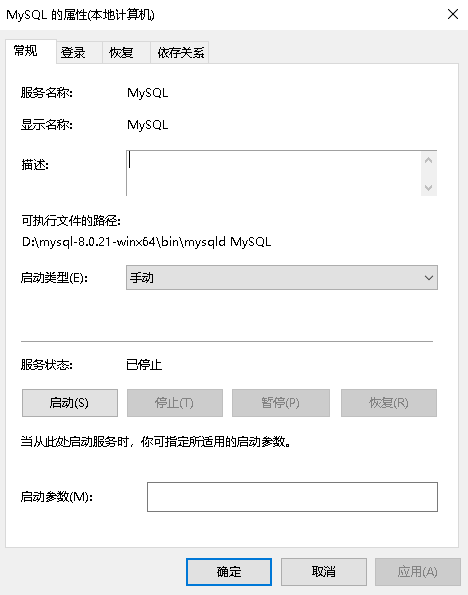 MySQL 的属性(本地计算机)
常规 登录 恢复 依存关系
服务名称: MySQL
显示名称: MySQL
描述:
可执行文件的路径:
D:\mysql-8.0.21-winx64\bin\mysqld MySQL
启动类型(E): 手动
服务状态: 已停止
启动(S) 停止(T) 暂停(P) 恢复(R)
当从此处启动服务时，你可指定所适用的启动参数。
启动参数(M):
确定 取消 应用(A)